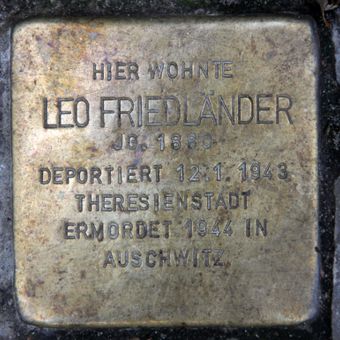 HIER WOHNTE
LEO FRIEDLÄNDER
JG. 1880
DEPORTIERT 12.1.1943
THERESIENSTADT
ERMORDET 1944 IN
AUSCHWITZ